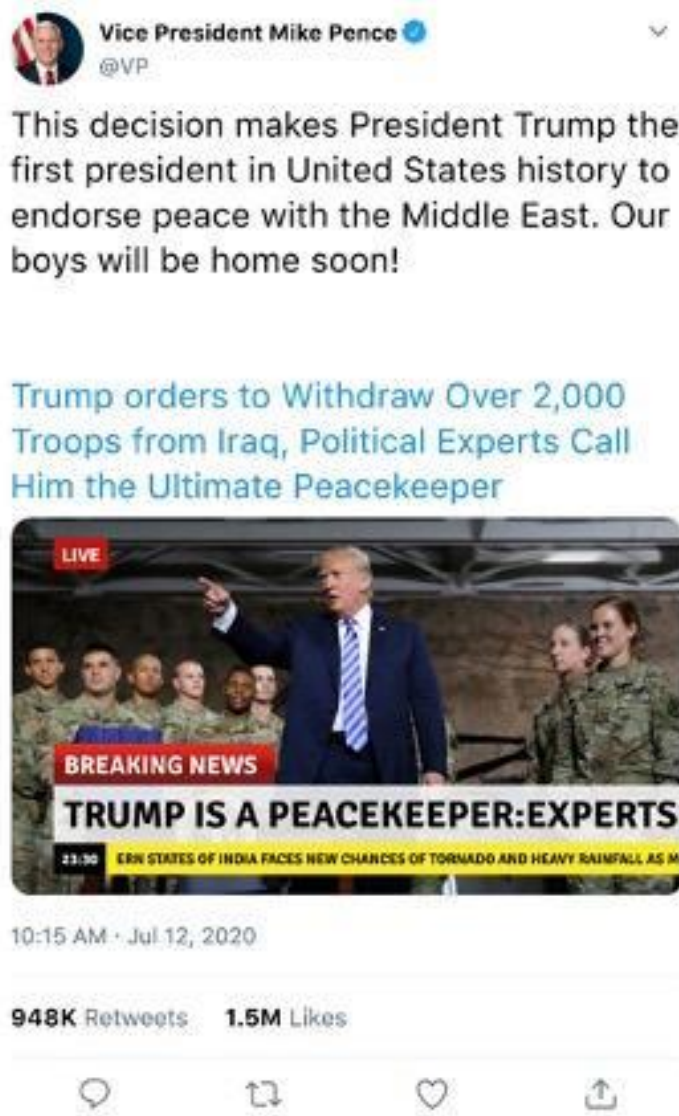 Vice President Mike Pence
@VP
This decision makes President Trump the
first president in United States history to
endorse peace with the Middle East. Our
boys will be home soon!
Trump orders to Withdraw Over 2,000
Troops from Iraq, Political Experts Call
Him the Ultimate Peacekeeper
LIVE
BREAKING NEWS
TRUMP IS A PEACEKEEPER:EXPERTS
23:30 ERN STATES OF INDIA FACES NEW CHANCES OF TORNADO AND HEAVY RAINFALL AS M
10:15 AM · Jul 12, 2020
948K Retweets 1.5M Likes